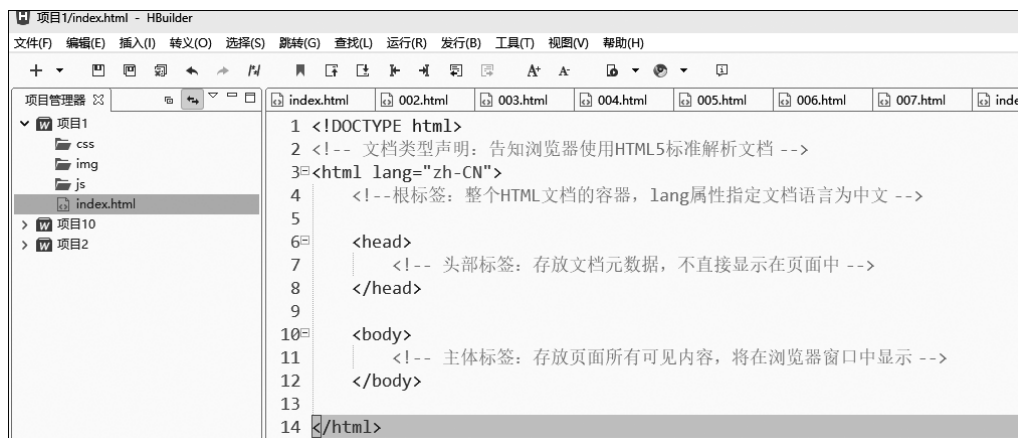 项目1/index.html - HBuilder
文件(F) 编辑(E) 插入(I) 转义(O) 选择(S) 跳转(G) 查找(L) 运行(R) 发行(B) 工具(T) 视图(V) 帮助(H)
项目管理器
index.html 002.html 003.html 004.html 005.html 006.html 007.html inde
项目1
css
img
js
index.html
项目10
项目2
1 <!DOCTYPE html>
2 <!-- 文档类型声明：告知浏览器使用HTML5标准解析文档 -->
3 <html lang="zh-CN">
4 <!--根标签：整个HTML文档的容器，lang属性指定文档语言为中文 -->
5
6 <head>
7 <!-- 头部标签：存放文档元数据，不直接显示在页面中 -->
8 </head>
9
10 <body>
11 <!-- 主体标签：存放页面所有可见内容，将在浏览器窗口中显示 -->
12 </body>
13
14 </html>